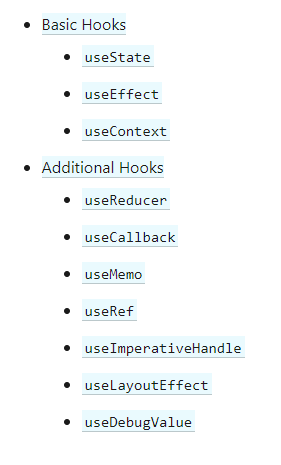 Basic Hooks
useState
useEffect
useContext
Additional Hooks
useReducer
useCallback
useMemo
useRef
useImperativeHandle
useLayoutEffect
useDebugValue